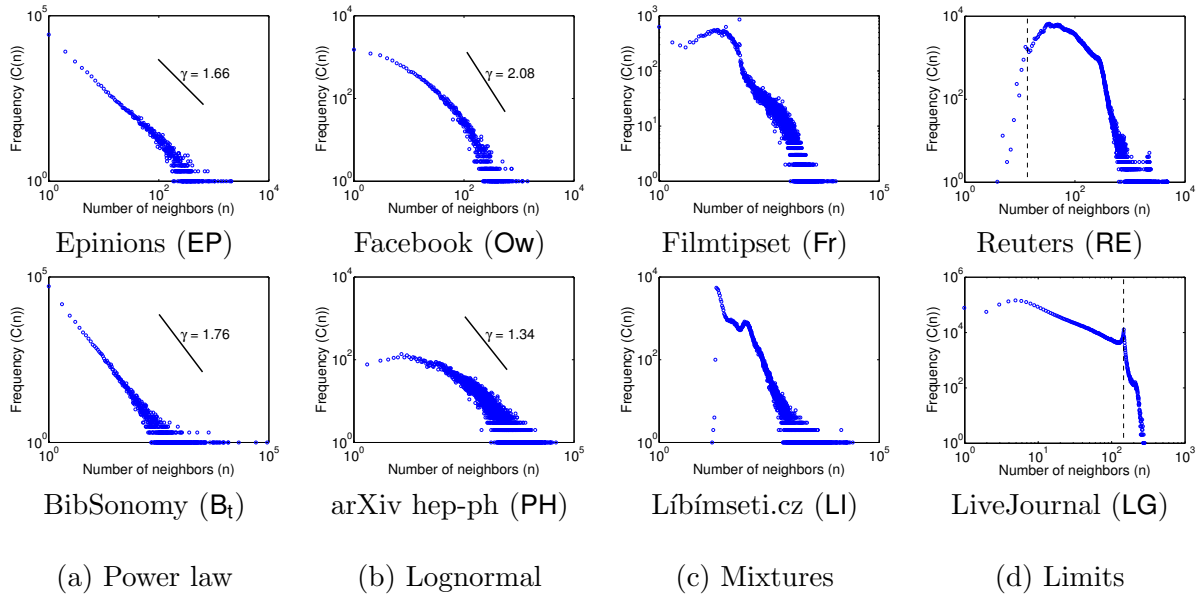 10^0 10^5 Frequency (C(n)) γ = 1.66 10^0 10^2 10^4 Number of neighbors (n)
10^0 10^2 10^4 Frequency (C(n)) γ = 2.08 10^0 10^2 10^4 Number of neighbors (n)
10^0 10^1 10^2 10^3 Frequency (C(n)) 10^0 10^5 Number of neighbors (n)
10^0 10^1 10^2 10^3 10^4 Frequency (C(n)) 10^0 10^2 10^4 Number of neighbors (n)
Epinions (EP) Facebook (Ow) Filmtipset (Fr) Reuters (RE)
10^0 10^5 Frequency (C(n)) γ = 1.76 10^0 10^5 Number of neighbors (n)
10^0 10^2 10^4 Frequency (C(n)) γ = 1.34 10^0 10^5 Number of neighbors (n)
10^0 10^2 10^4 Frequency (C(n)) 10^0 10^5 Number of neighbors (n)
10^0 10^2 10^4 10^6 Frequency (C(n)) 10^0 10^1 10^2 10^3 Number of neighbors (n)
BibSonomy (B_t) arXiv hep-ph (PH) Líbímseti.cz (LI) LiveJournal (LG)
(a) Power law (b) Lognormal (c) Mixtures (d) Limits